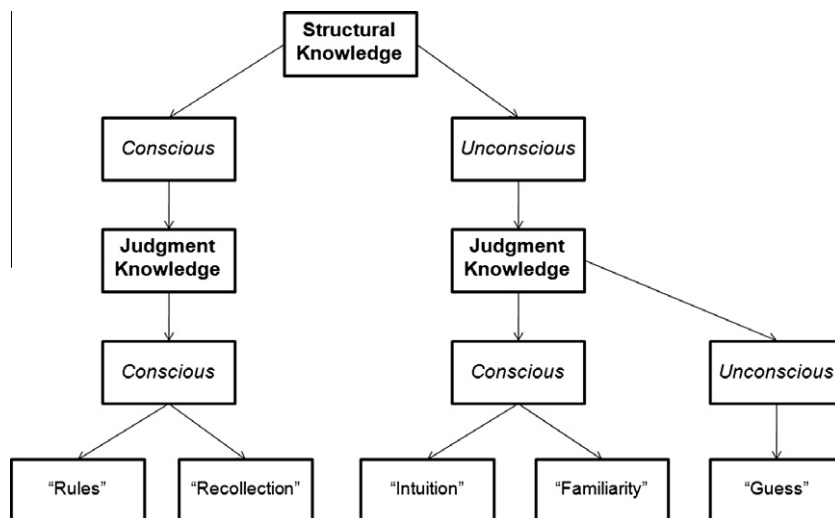 Structural
Knowledge
Conscious
Unconscious
Judgment
Knowledge
Judgment
Knowledge
Conscious
Conscious
Unconscious
“Rules”
“Recollection”
“Intuition”
“Familiarity”
“Guess”